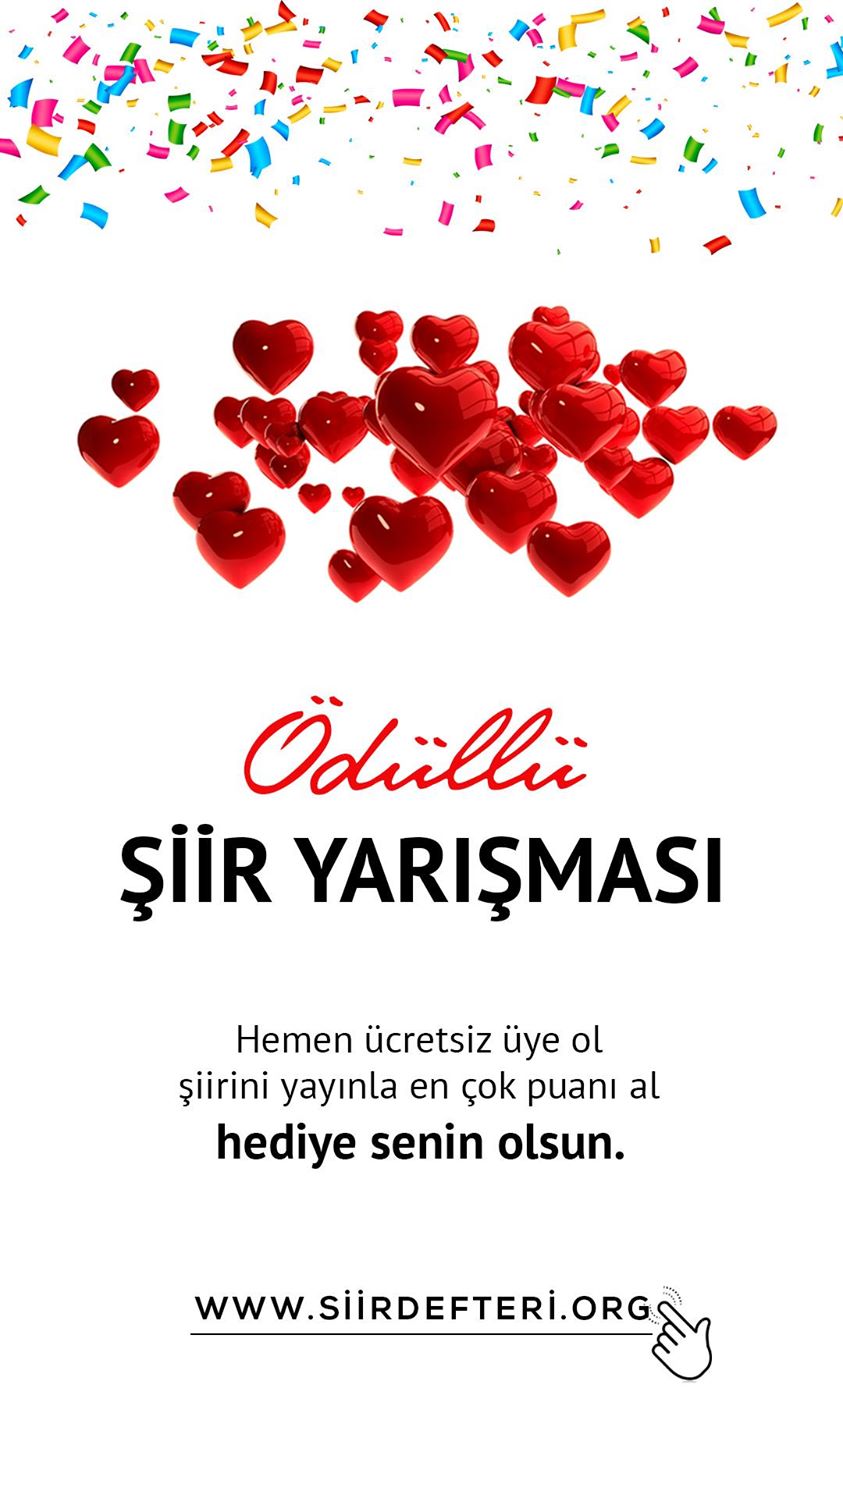 Ödüllü
ŞİİR YARIŞMASI
Hemen ücretsiz üye ol
şiirini yayınla en çok puanı al
hediye senin olsun.
WWW.SİİRDEFTERİ.ORG